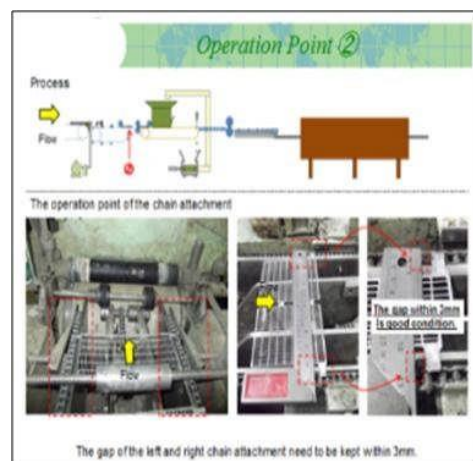 Operation Point ②
Process
Flow
The operation point of the chain attachment
Flow
The gap within 3mm
is good condition.
The gap of the left and right chain attachment need to be kept within 3mm.